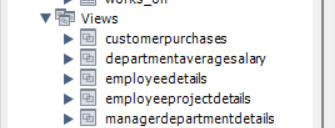 works_on
Views
customerpurchases
departmentaveragesalary
employeedetails
employeeprojectdetails
managerdepartmentdetails